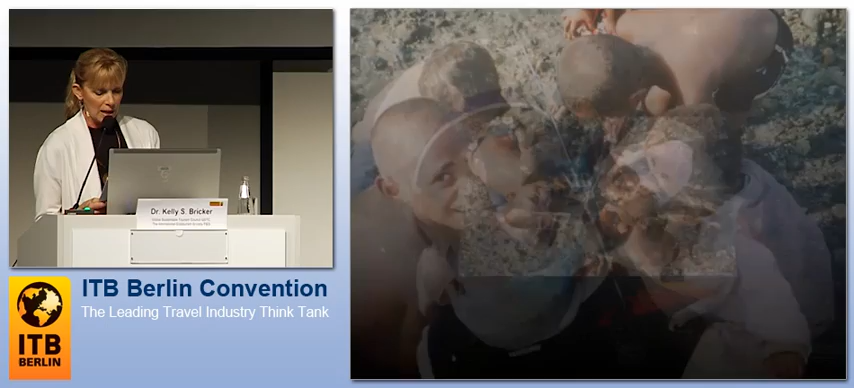 Dr. Kelly S. Bricker
ITB Berlin Convention
The Leading Travel Industry Think Tank
ITB
BERLIN